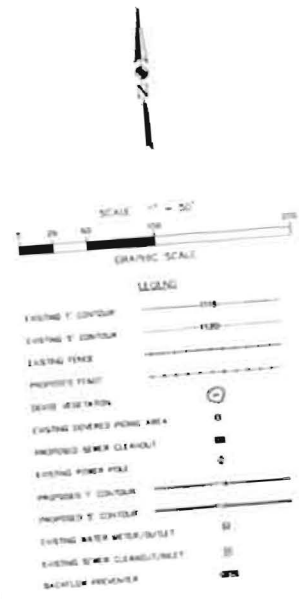 N
SCALE 1" = 50'
0 25 50 100 200
GRAPHIC SCALE
LEGEND
EXISTING 1' CONTOUR
EXISTING 5' CONTOUR 1520
EXISTING FENCE
PROPOSED FENCE
DENSE VEGETATION
EXISTING COVERED PICNIC AREA
PROPOSED SEWER CLEANOUT
EXISTING POWER POLE
PROPOSED 1' CONTOUR
PROPOSED 5' CONTOUR
EXISTING WATER METER/OUTLET
EXISTING SEWER CLEANOUT/INLET
BACKFLOW PREVENTER